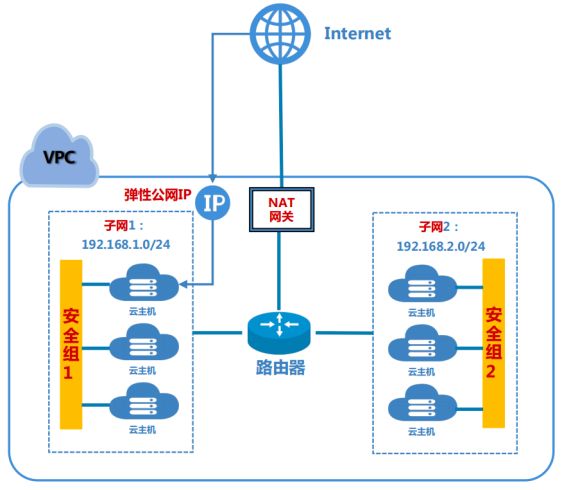 Internet
VPC
弹性公网IP
IP
NAT
网关
子网1：
192.168.1.0/24
子网2：
192.168.2.0/24
安全组1
云主机
云主机
云主机
路由器
云主机
云主机
云主机
安全组2